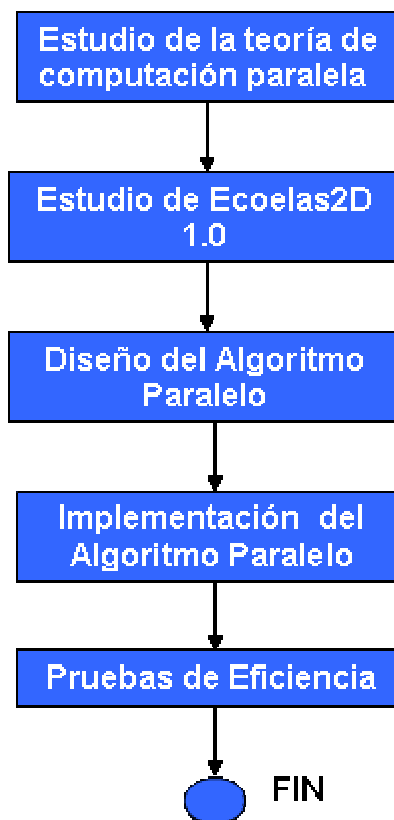 Estudio de la teoría de
computación paralela
Estudio de Ecoelas2D
1.0
Diseño del Algoritmo
Paralelo
Implementación del
Algoritmo Paralelo
Pruebas de Eficiencia
FIN